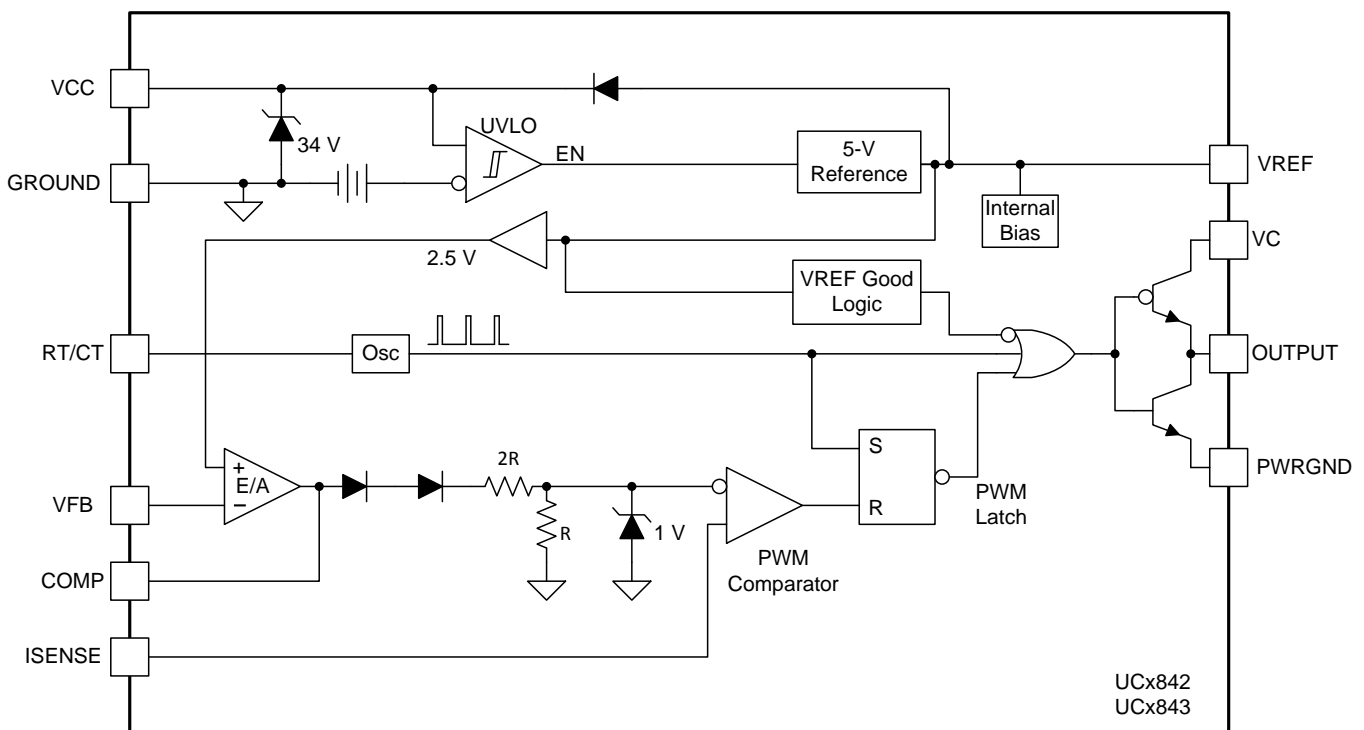 VCC
UVLO
34 V
EN
5-V
Reference
VREF
GROUND
Internal
Bias
VC
2.5 V
VREF Good
Logic
RT/CT
Osc
OUTPUT
S
2R
+
E/A
−
PWRGND
R
PWM
Latch
VFB
R
1 V
PWM
Comparator
COMP
ISENSE
UCx842
UCx843